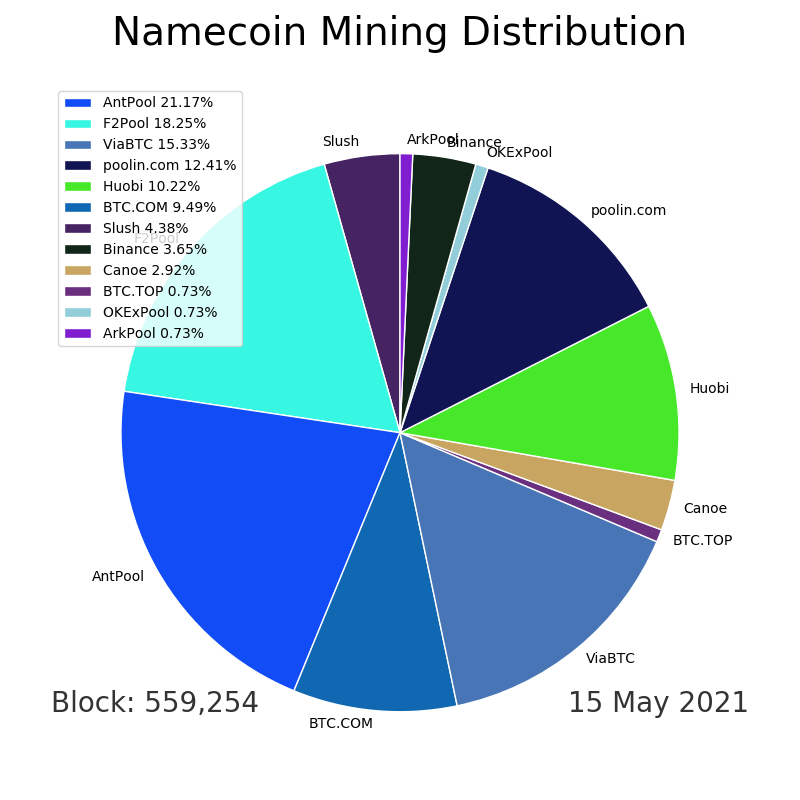 Namecoin Mining Distribution
AntPool 21.17%
F2Pool 18.25%
ViaBTC 15.33%
poolin.com 12.41%
Huobi 10.22%
BTC.COM 9.49%
Slush 4.38%
Binance 3.65%
Canoe 2.92%
BTC.TOP 0.73%
OKExPool 0.73%
ArkPool 0.73%
F2Pool
Slush
ArkPool
Binance
OKExPool
poolin.com
Huobi
Canoe
BTC.TOP
ViaBTC
BTC.COM
AntPool
Block: 559,254
15 May 2021